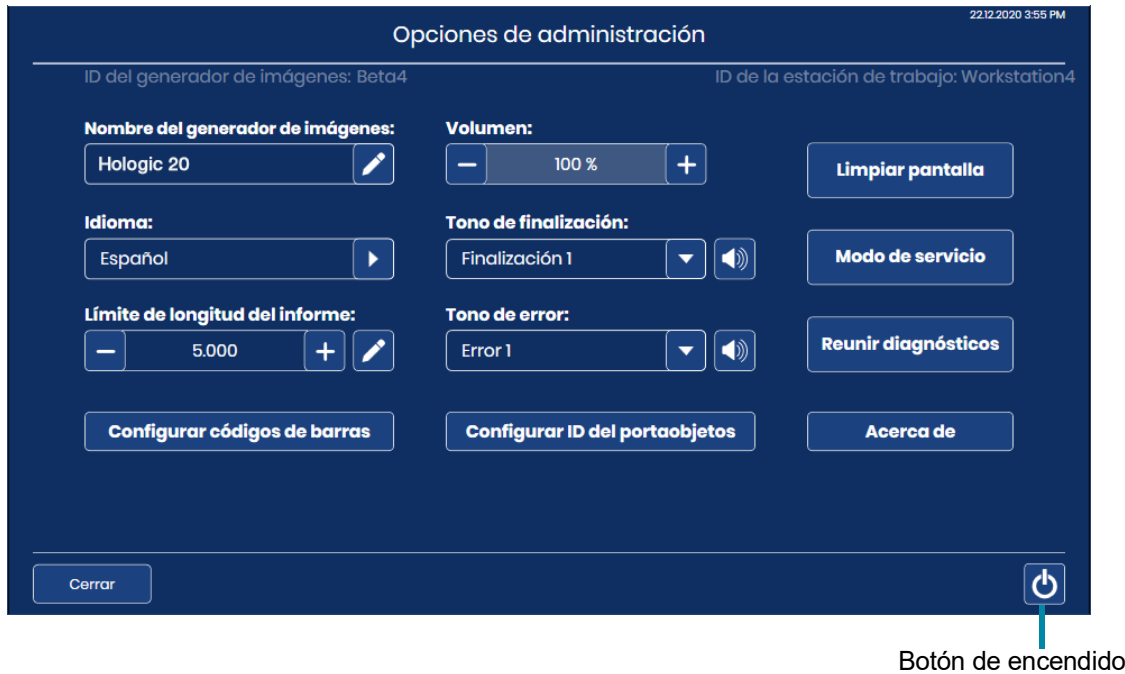 22.12.2020 3:55 PM
Opciones de administración
ID del generador de imágenes: Beta4
ID de la estación de trabajo: Workstation4
Nombre del generador de imágenes:
Hologic 20
Volumen:
100 %
Limpiar pantalla
Idioma:
Español
Tono de finalización:
Finalización 1
Modo de servicio
Límite de longitud del informe:
5.000
Tono de error:
Error 1
Reunir diagnósticos
Configurar códigos de barras
Configurar ID del portaobjetos
Acerca de
Cerrar
Botón de encendido